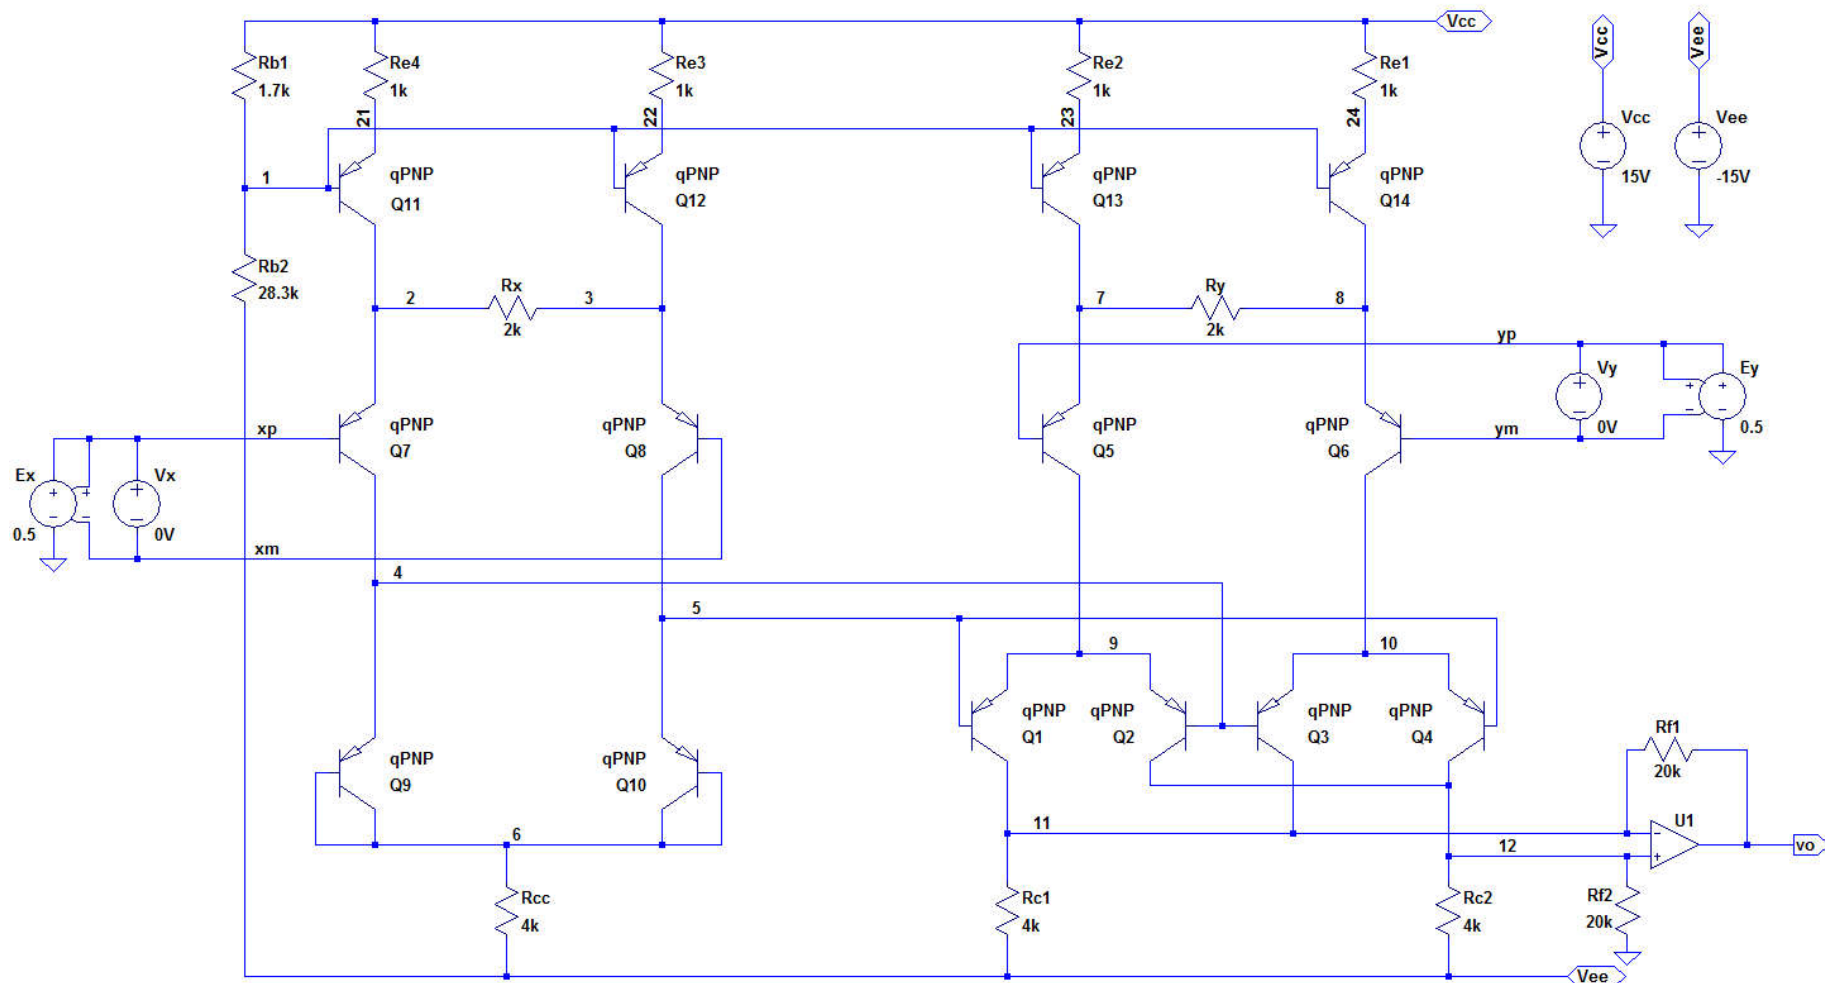 Vcc
Rb1
1.7k
Re4
1k
Re3
1k
Re2
1k
Re1
1k
Vcc
Vee
21
22
23
24
Vcc
15V
Vee
-15V
1
qPNP
Q11
qPNP
Q12
qPNP
Q13
qPNP
Q14
Rb2
28.3k
2
Rx
2k
3
7
Ry
2k
8
yp
Vy
0V
Ey
0.5
xp
qPNP
Q7
qPNP
Q8
qPNP
Q5
qPNP
Q6
ym
Ex
0.5
Vx
0V
xm
4
5
9
10
qPNP
Q9
qPNP
Q10
qPNP
Q1
qPNP
Q2
qPNP
Q3
qPNP
Q4
Rf1
20k
6
11
12
U1
vo
Rcc
4k
Rc1
4k
Rc2
4k
Rf2
20k
Vee